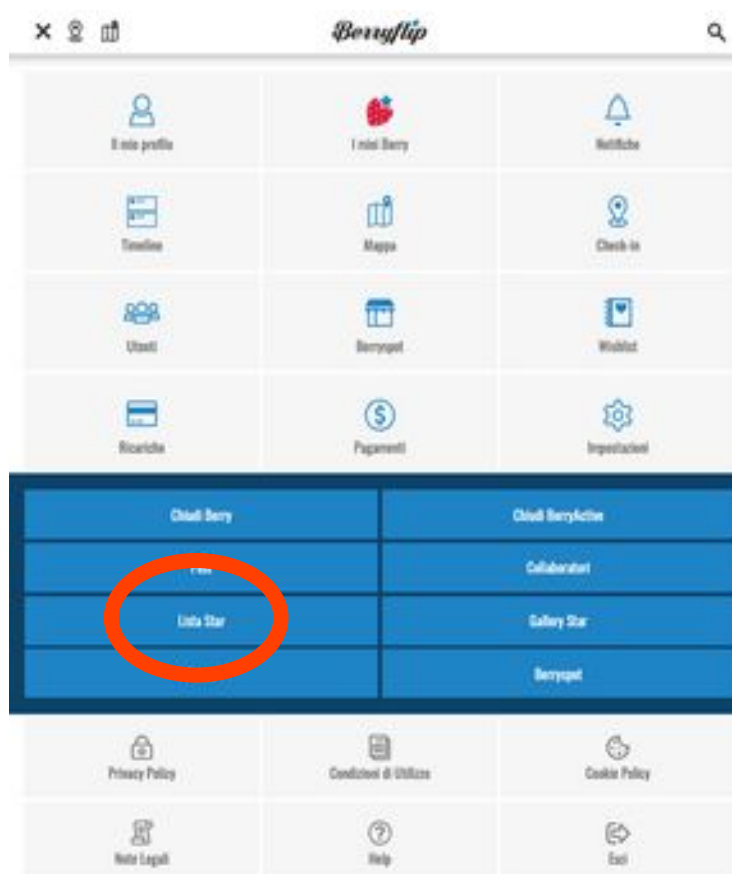 Berryflip
Il mio profilo
I mini Berry
Notifiche
Timeline
Mappa
Check-in
Utenti
Berryspot
Wishlist
Ricariche
Pagamenti
Impostazioni
Chiudi Berry
Chiudi BerryActive
Collaboratori
Lista Star
Gallery Star
Berryspot
Privacy Policy
Condizioni di Utilizzo
Cookie Policy
Note Legali
Help
Esci